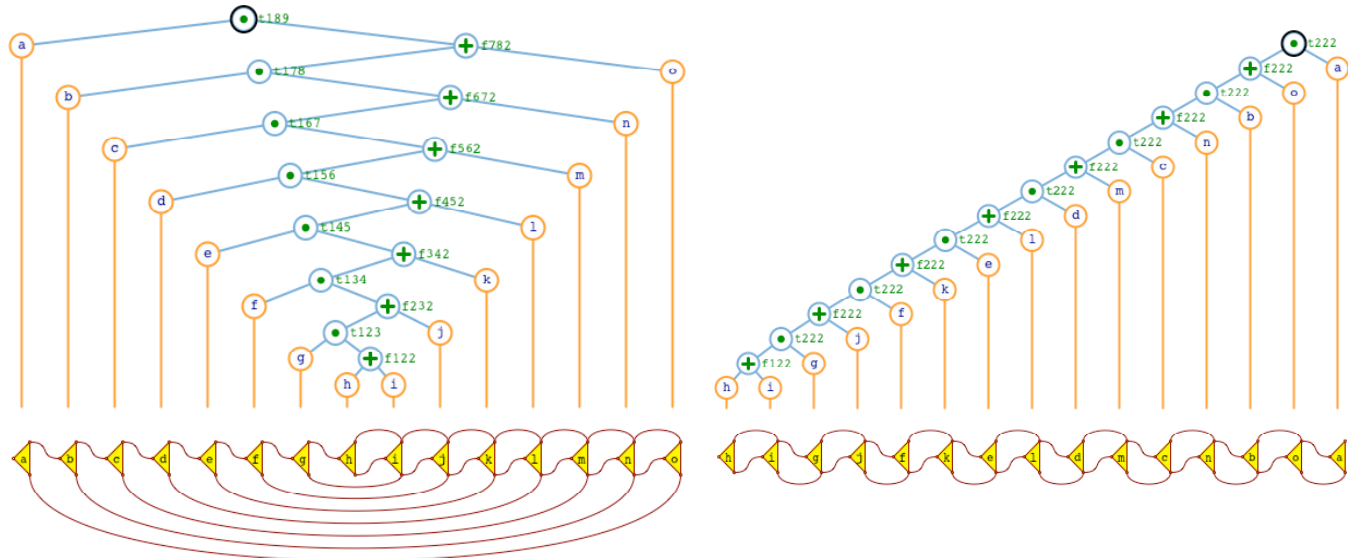 t189
a f782
t178 o
b f672
t167 n
c f562
t156 m
d f452
t145 l
e f342
t134 k
f f232
t123 j
g f122
h i
a b c d e f g h i j k l m n o
t222
f222 a
t222 o
f222 b
t222 n
f222 c
t222 m
f222 d
t222 l
f222 e
t222 k
f222 f
t222 j
f122 g
h i
h i g j f k e l d m c n b o a